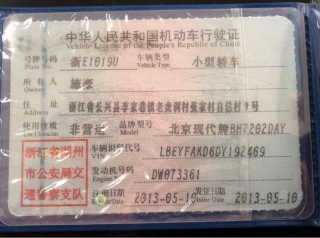 中华人民共和国机动车行驶证
Vehicle License of the People's Republic of China
号牌号码 浙E1019U 车辆类型 小型轿车
Plate No. Vehicle Type
所有人
Owner
住址 浙江省长兴县李家巷镇老虎洞村张家村自然村9号
Address
使用性质 非营运 品牌型号 北京现代牌BH7202DAY
Use Character Model
浙江省湖州
市公安局交
通警察支队
车辆识别代号 LBEYFAKD6DY192469
VIN
发动机号码 DW073361
Engine No.
注册日期 2013-05-10 发证日期 2013-05-10
Register Date Issue Date